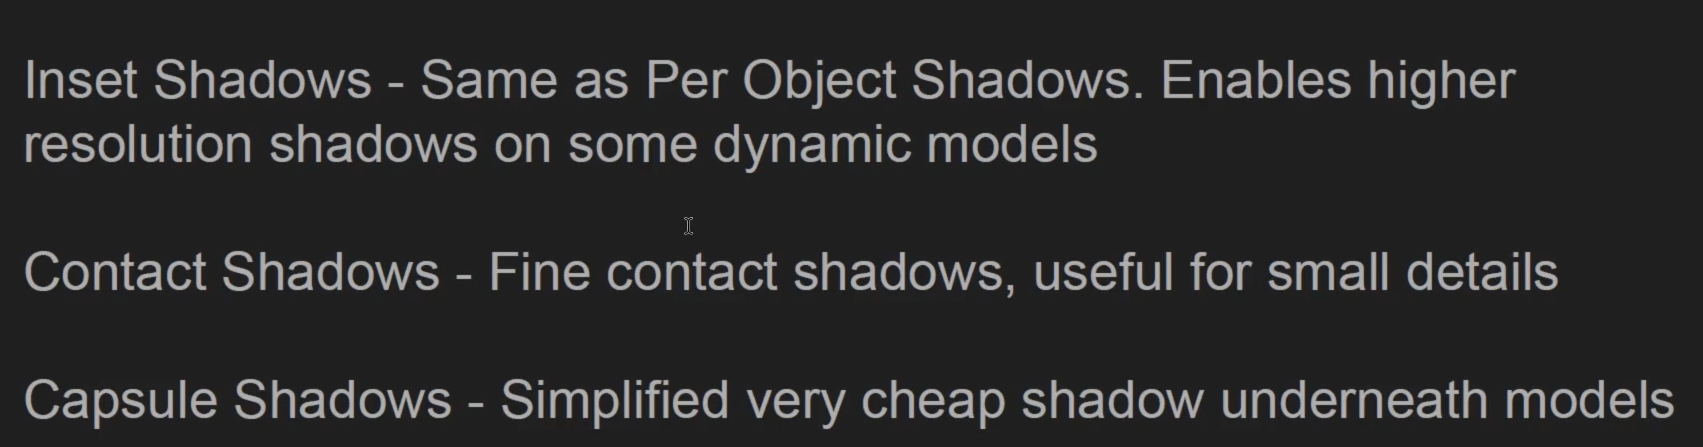 Inset Shadows - Same as Per Object Shadows. Enables higher
resolution shadows on some dynamic models
Contact Shadows - Fine contact shadows, useful for small details
Capsule Shadows - Simplified very cheap shadow underneath models